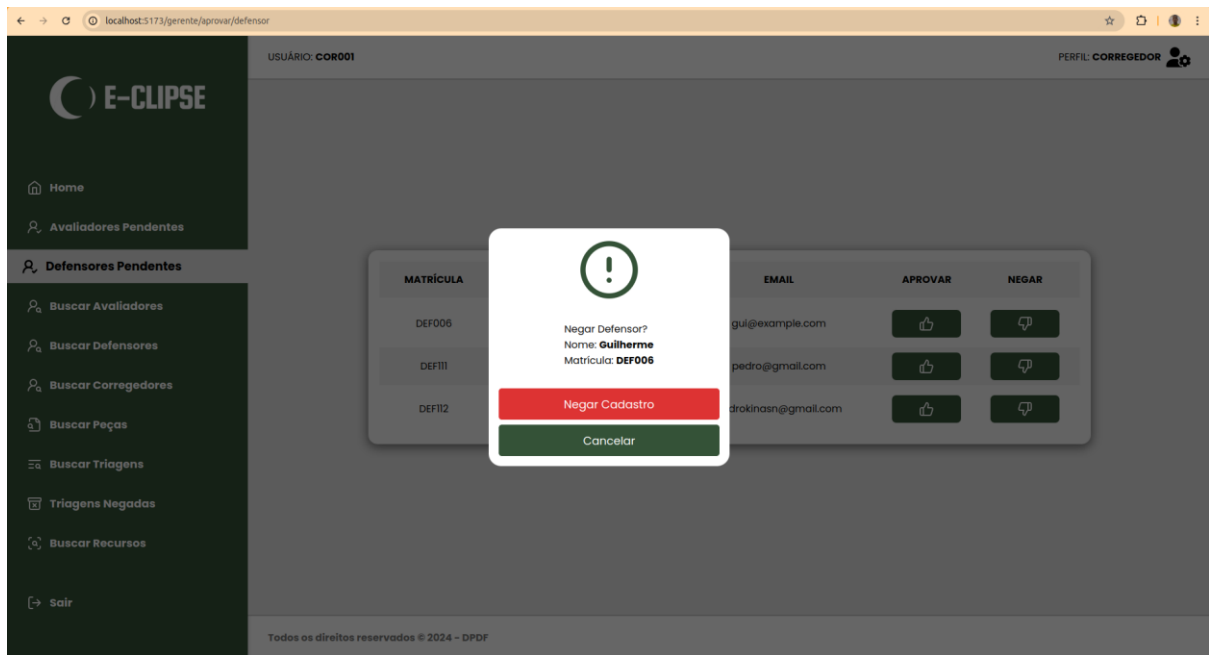 localhost:5173/gerente/aprovar/defensor
USUÁRIO: COR001
PERFIL: CORREGEDOR
E-CLIPSE
Home
Avaliadores Pendentes
Defensores Pendentes
Buscar Avaliadores
Buscar Defensores
Buscar Corregedores
Buscar Peças
Buscar Triagens
Triagens Negadas
Buscar Recursos
Sair
MATRÍCULA EMAIL APROVAR NEGAR
DEF006 gui@example.com
DEF111 pedro@gmail.com
DEF112 drokinasn@gmail.com
Negar Defensor?
Nome: Guilherme
Matrícula: DEF006
Negar Cadastro
Cancelar
Todos os direitos reservados © 2024 - DPDF